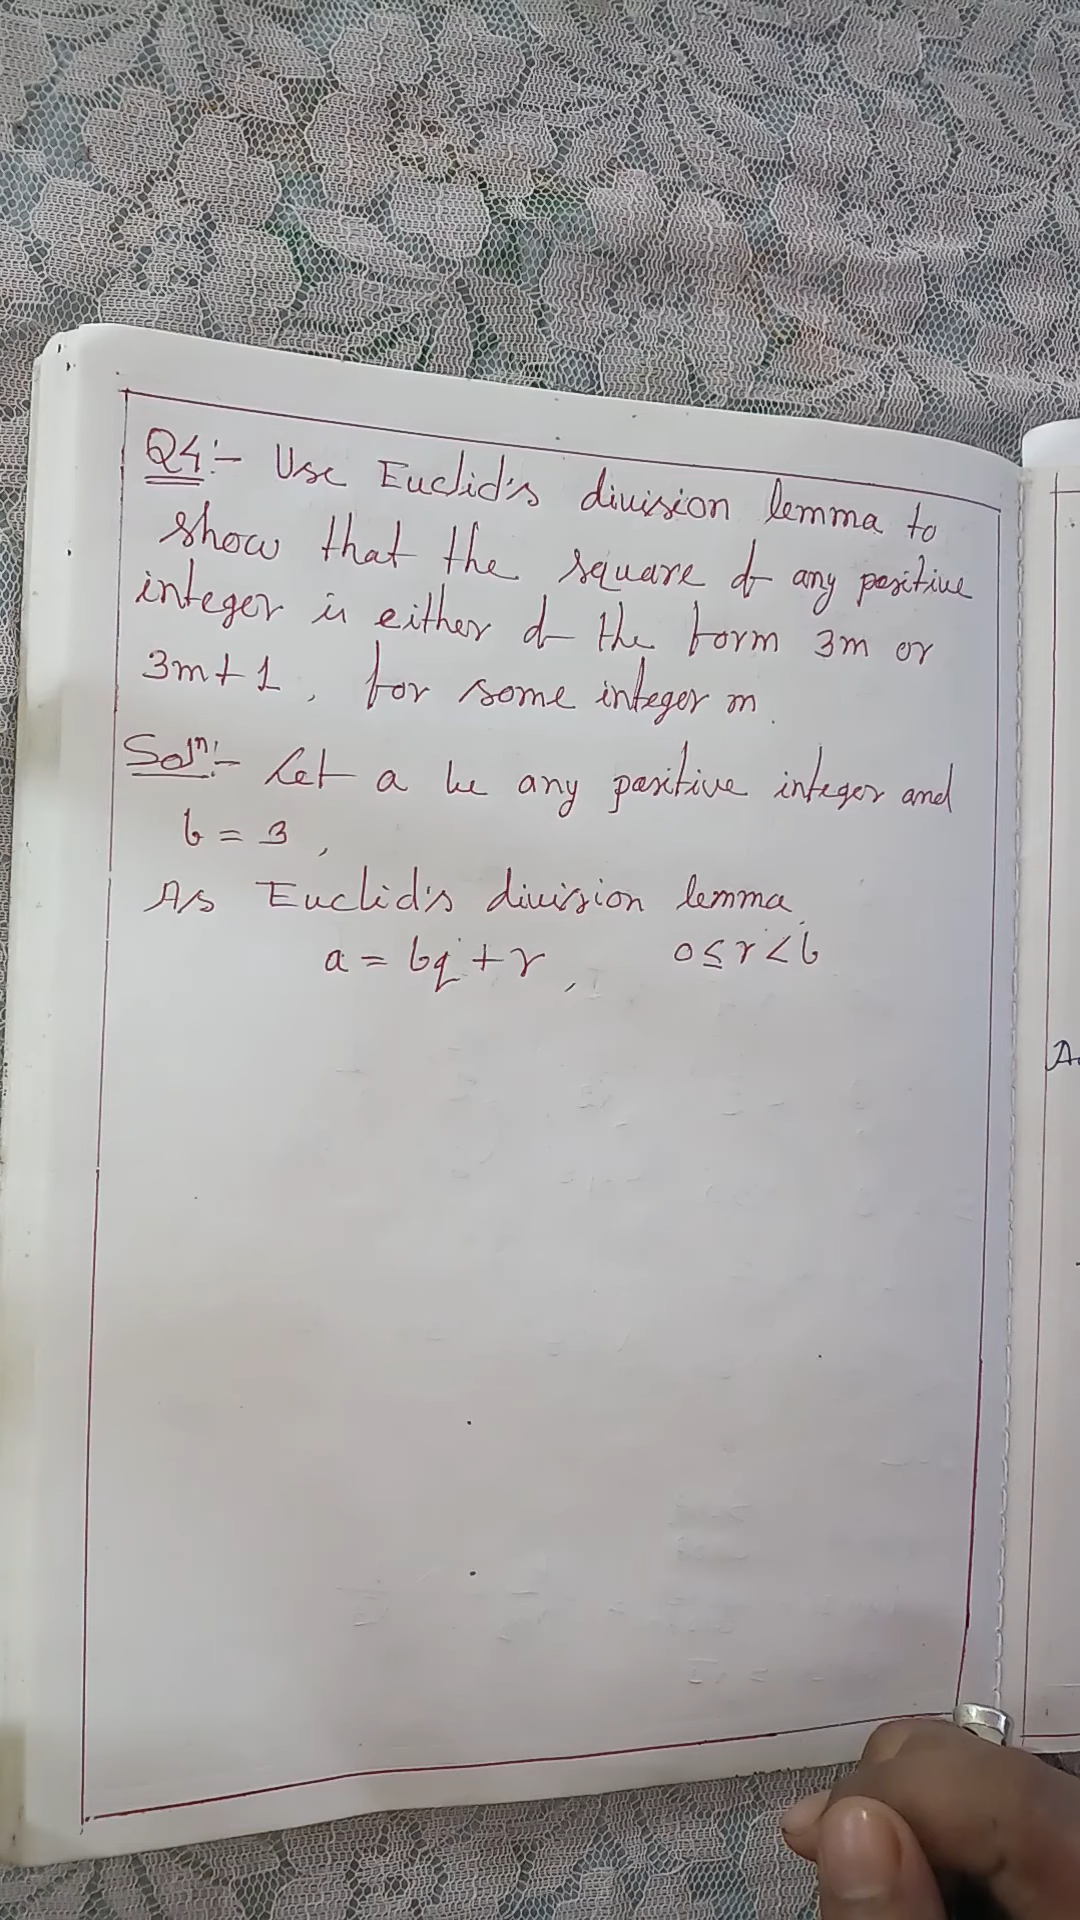 Q4:- Use Euclid's division lemma to
show that the square of any positive
integer is either of the form 3m or
3m+1, for some integer m.
Solⁿ:- Let a be any positive integer and
b = 3,
As Euclid's division lemma,
a = bq + r, 0 ≤ r < b